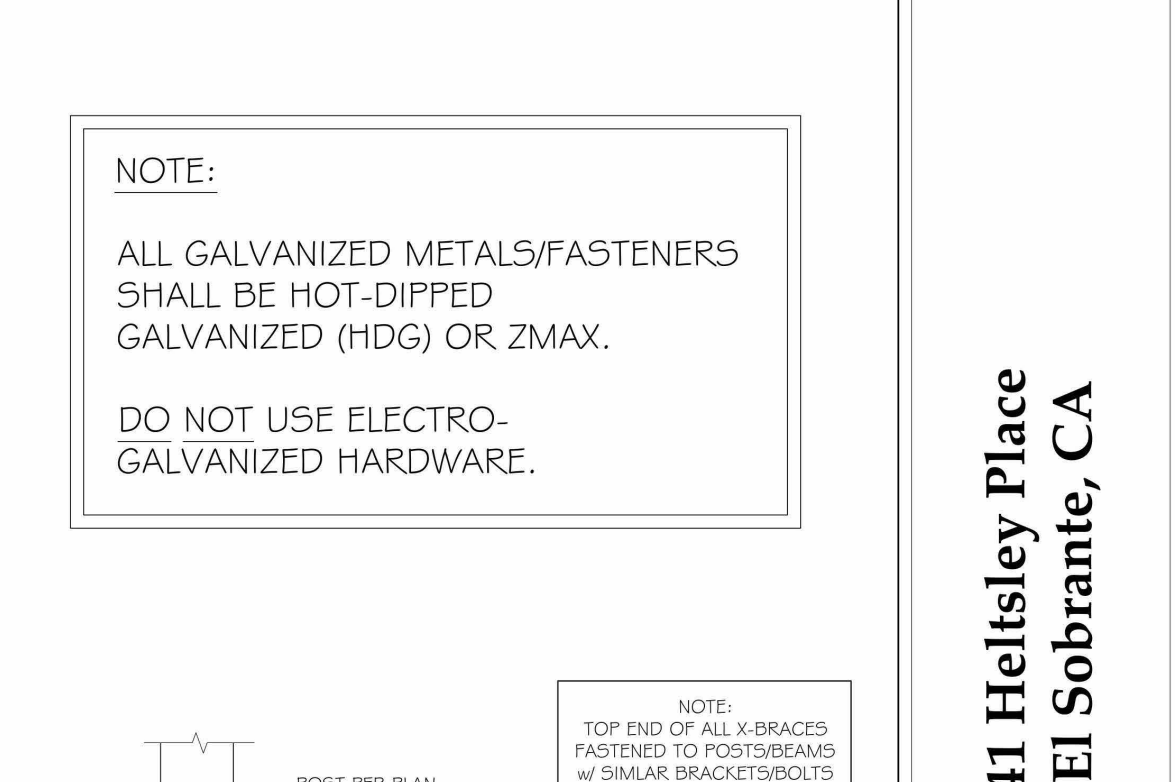 NOTE:
ALL GALVANIZED METALS/FASTENERS
SHALL BE HOT-DIPPED
GALVANIZED (HDG) OR ZMAX.
DO NOT USE ELECTRO-
GALVANIZED HARDWARE.
NOTE:
TOP END OF ALL X-BRACES
FASTENED TO POSTS/BEAMS
w/ SIMLAR BRACKETS/BOLTS
POST PER PLAN
41 Heltsley Place
El Sobrante, CA